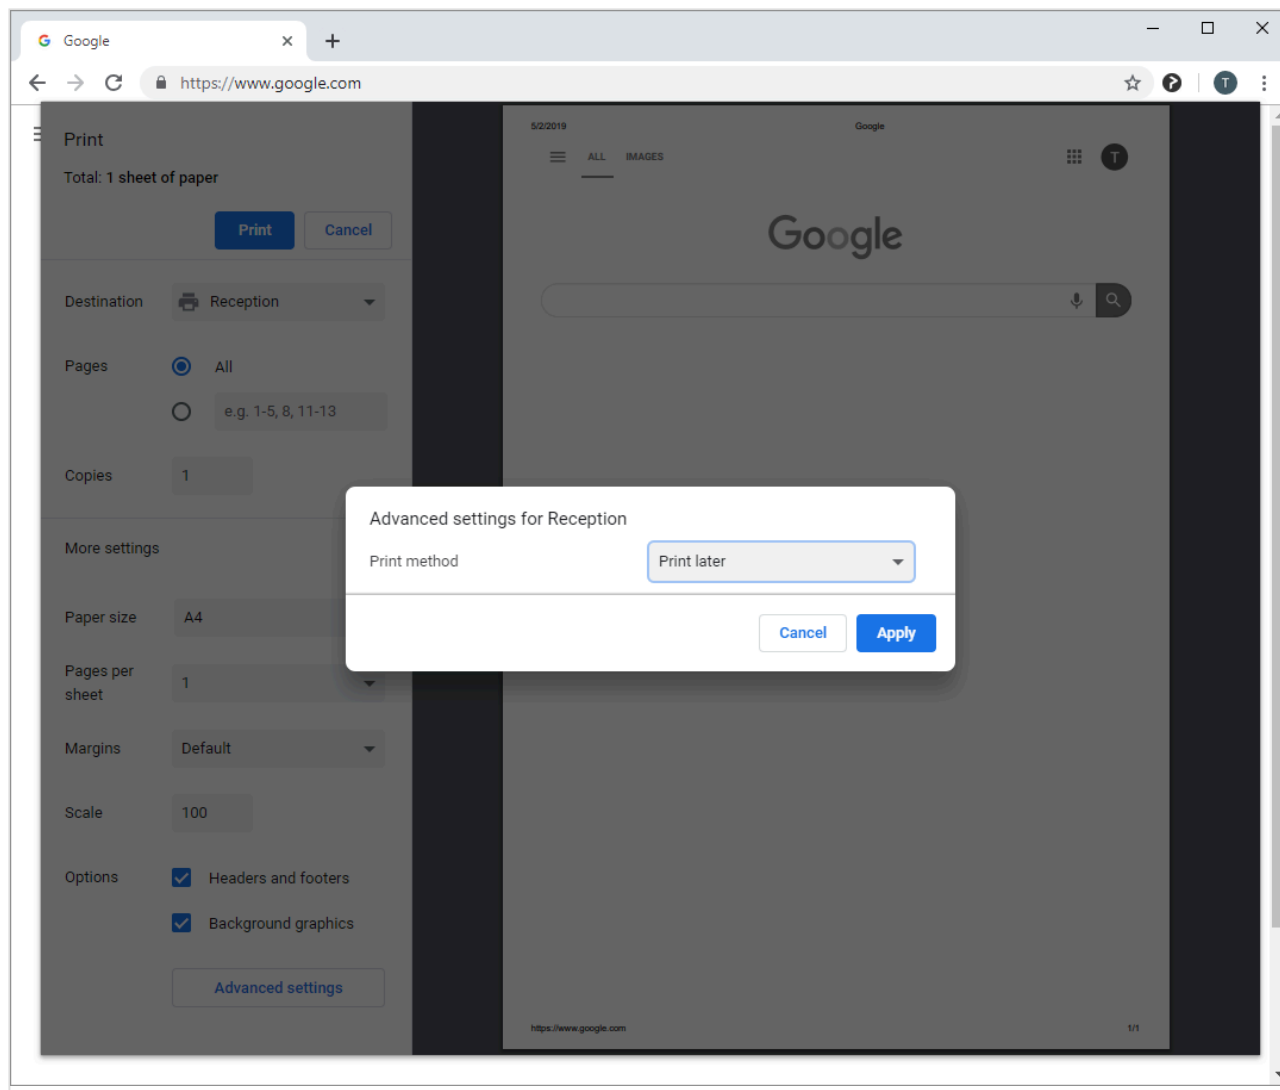 Google
https://www.google.com
T
Print
Total: 1 sheet of paper
Print Cancel
Destination Reception
Pages All
e.g. 1-5, 8, 11-13
Copies 1
More settings
Paper size A4
Pages per
sheet
1
Margins Default
Scale 100
Options Headers and footers
Background graphics
Advanced settings
5/2/2019 Google
ALL IMAGES T
Google
https://www.google.com 1/1
Advanced settings for Reception
Print method Print later
Cancel Apply